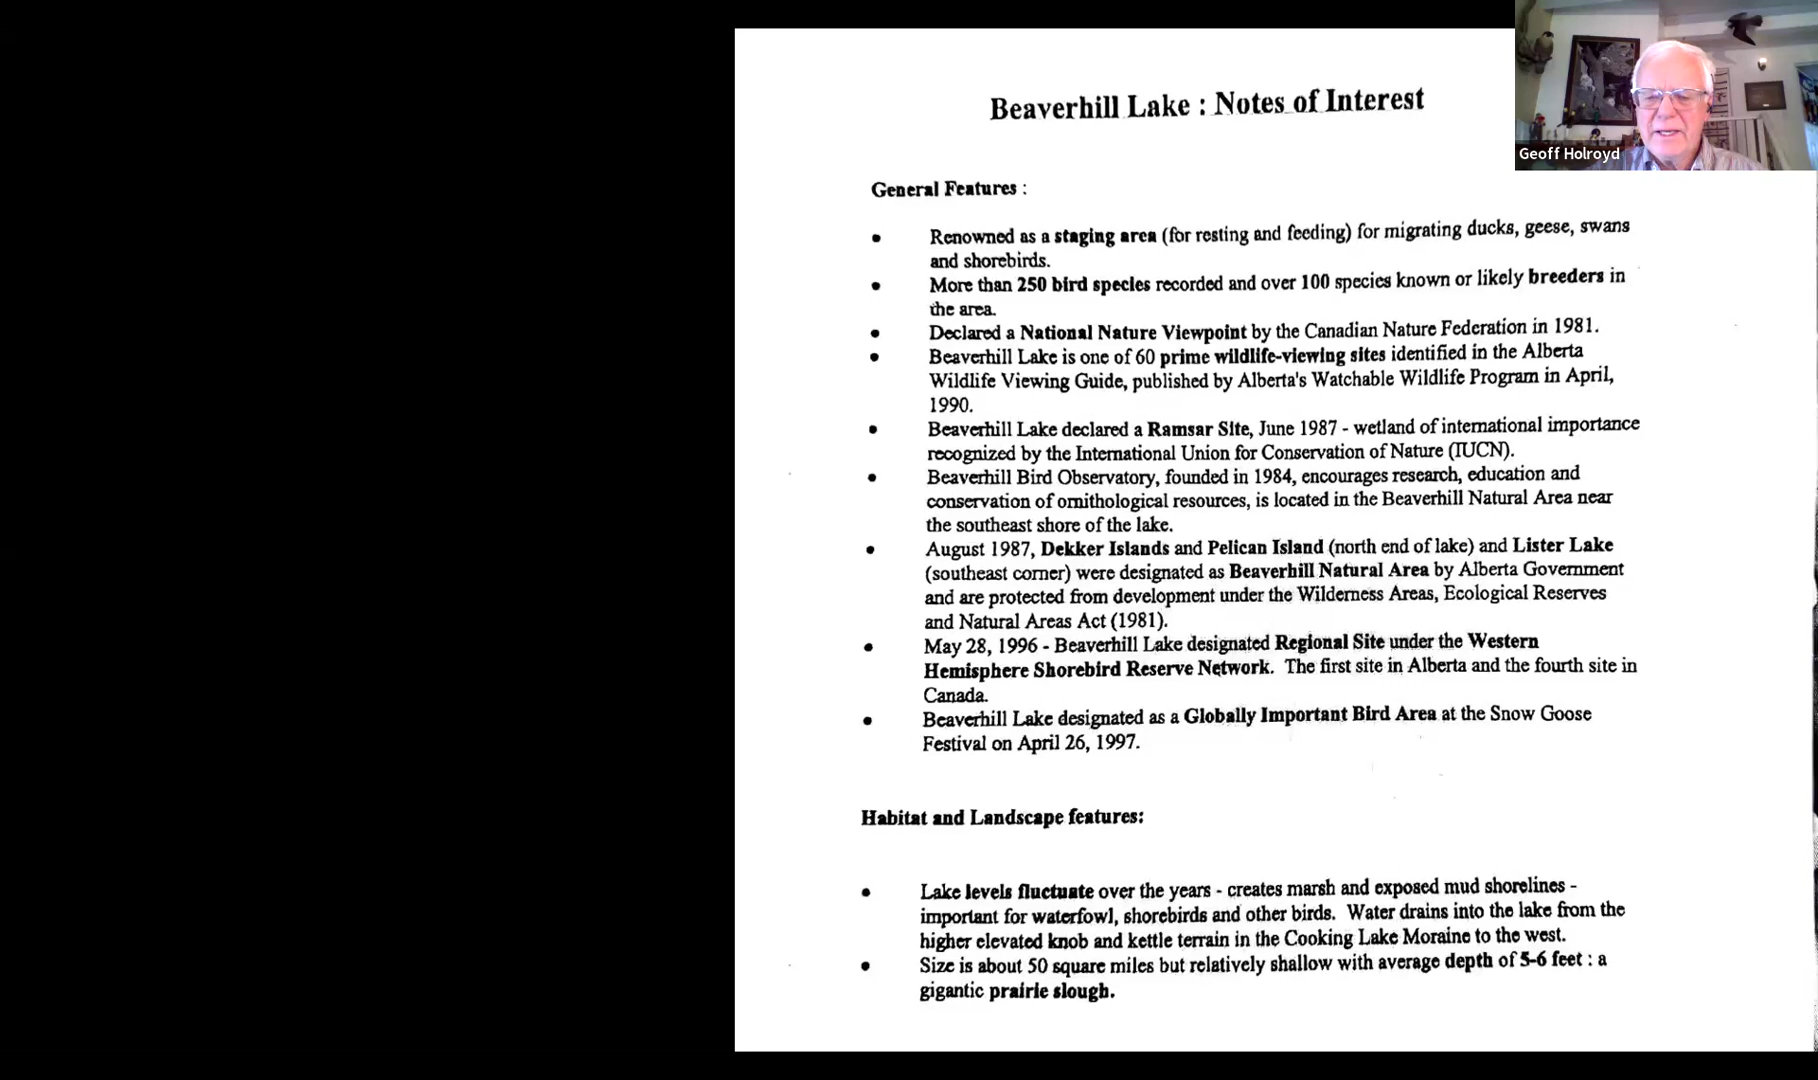 Beaverhill Lake : Notes of Interest
Geoff Holroyd
General Features :
• Renowned as a staging area (for resting and feeding) for migrating ducks, geese, swans
and shorebirds.
• More than 250 bird species recorded and over 100 species known or likely breeders in
the area.
• Declared a National Nature Viewpoint by the Canadian Nature Federation in 1981.
• Beaverhill Lake is one of 60 prime wildlife-viewing sites identified in the Alberta
Wildlife Viewing Guide, published by Alberta's Watchable Wildlife Program in April,
1990.
• Beaverhill Lake declared a Ramsar Site, June 1987 - wetland of international importance
recognized by the International Union for Conservation of Nature (IUCN).
• Beaverhill Bird Observatory, founded in 1984, encourages research, education and
conservation of ornithological resources, is located in the Beaverhill Natural Area near
the southeast shore of the lake.
• August 1987, Dekker Islands and Pelican Island (north end of lake) and Lister Lake
(southeast corner) were designated as Beaverhill Natural Area by Alberta Government
and are protected from development under the Wilderness Areas, Ecological Reserves
and Natural Areas Act (1981).
• May 28, 1996 - Beaverhill Lake designated Regional Site under the Western
Hemisphere Shorebird Reserve Network. The first site in Alberta and the fourth site in
Canada.
• Beaverhill Lake designated as a Globally Important Bird Area at the Snow Goose
Festival on April 26, 1997.
Habitat and Landscape features:
• Lake levels fluctuate over the years - creates marsh and exposed mud shorelines -
important for waterfowl, shorebirds and other birds. Water drains into the lake from the
higher elevated knob and kettle terrain in the Cooking Lake Moraine to the west.
• Size is about 50 square miles but relatively shallow with average depth of 5-6 feet : a
gigantic prairie slough.